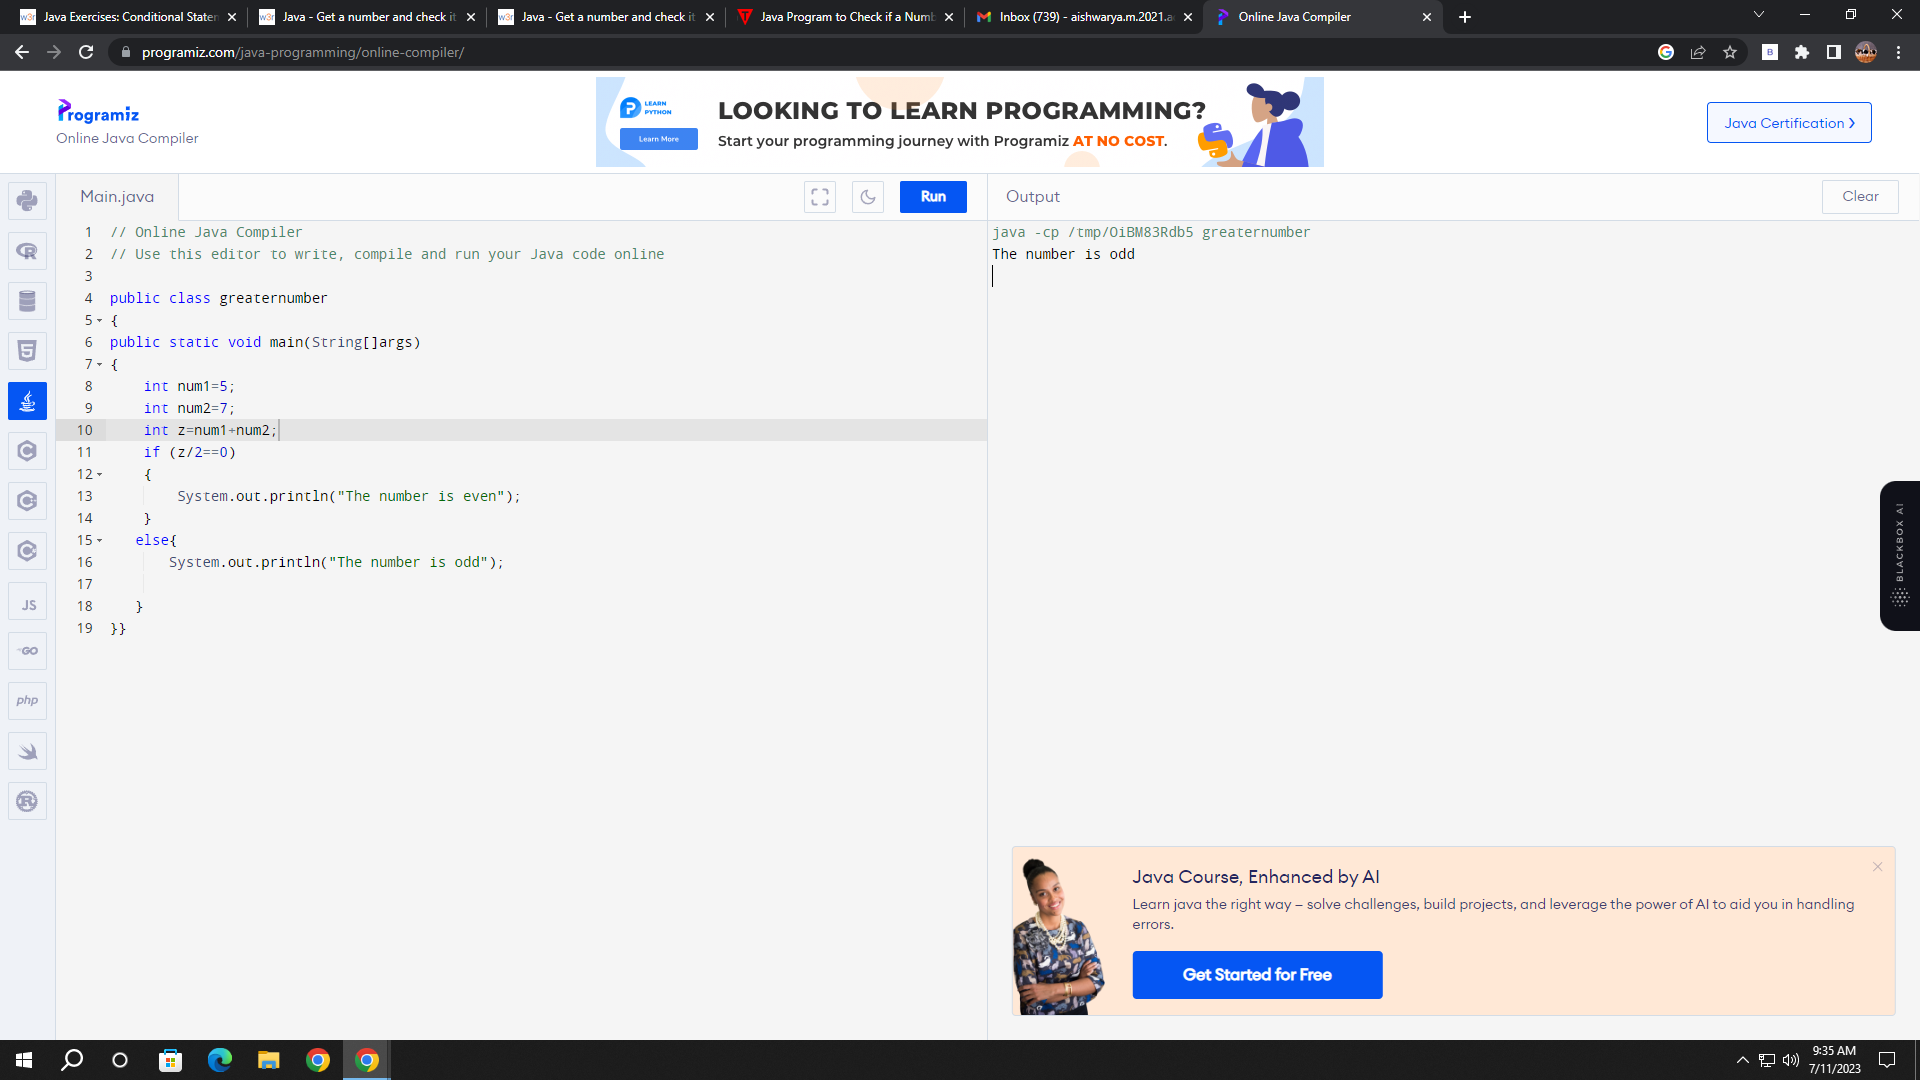 Java Exercises: Conditional Staten
Java - Get a number and check it
Java - Get a number and check it
Java Program to Check if a Numb
Inbox (739) - aishwarya.m.2021.a
Online Java Compiler
programiz.com/java-programming/online-compiler/
Programiz
Online Java Compiler
LEARN
PYTHON
Learn More
LOOKING TO LEARN PROGRAMMING?
Start your programming journey with Programiz AT NO COST.
Java Certification
Main.java
Run
Output
Clear
1 // Online Java Compiler
2 // Use this editor to write, compile and run your Java code online
3
4 public class greaternumber
5 {
6 public static void main(String[]args)
7 {
8 int num1=5;
9 int num2=7;
10 int z=num1+num2;
11 if (z/2==0)
12 {
13 System.out.println("The number is even");
14 }
15 else{
16 System.out.println("The number is odd");
17
18 }
19 }}
java -cp /tmp/OiBM83Rdb5 greaternumber
The number is odd
JS
GO
php
BLACKBOX AI
Java Course, Enhanced by AI
Learn java the right way – solve challenges, build projects, and leverage the power of AI to aid you in handling
errors.
Get Started for Free
9:35 AM
7/11/2023